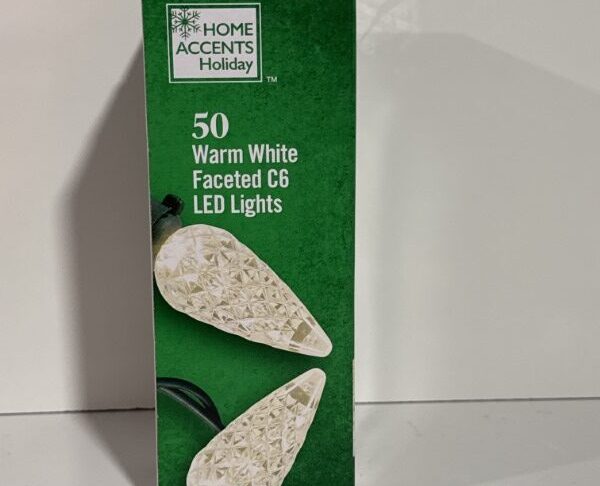 HOME
ACCENTS
Holiday
TM
50
Warm White
Faceted C6
LED Lights